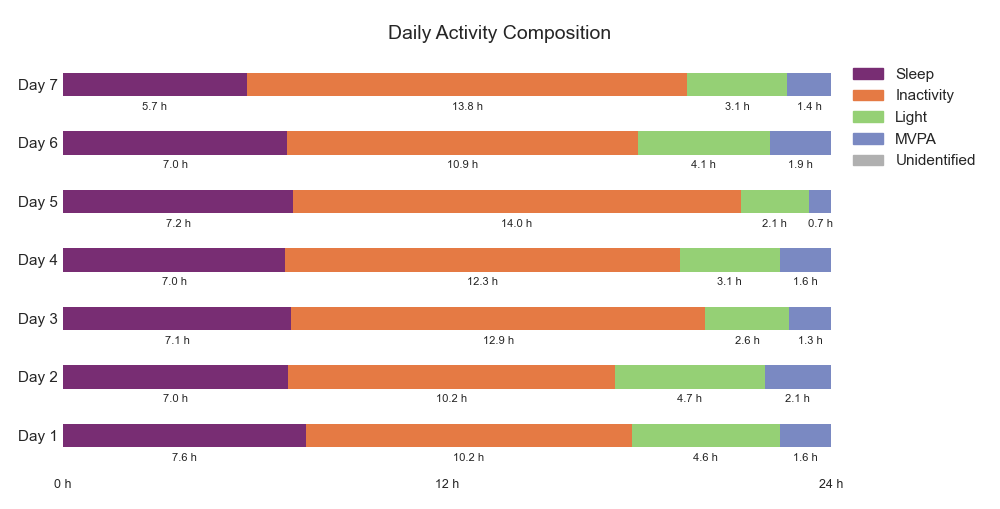 Daily Activity Composition
Day 7
5.7 h 13.8 h 3.1 h 1.4 h
Day 6
7.0 h 10.9 h 4.1 h 1.9 h
Day 5
7.2 h 14.0 h 2.1 h 0.7 h
Day 4
7.0 h 12.3 h 3.1 h 1.6 h
Day 3
7.1 h 12.9 h 2.6 h 1.3 h
Day 2
7.0 h 10.2 h 4.7 h 2.1 h
Day 1
7.6 h 10.2 h 4.6 h 1.6 h
0 h 12 h 24 h
Sleep
Inactivity
Light
MVPA
Unidentified